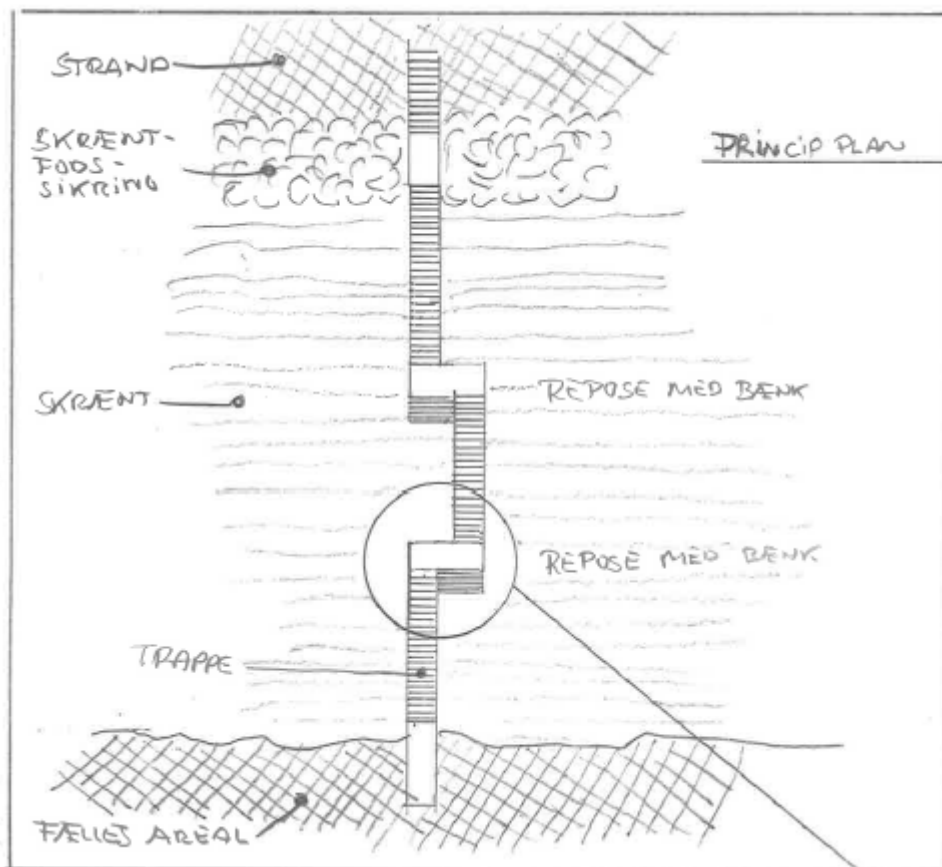 STRAND
SKRÆNT-
FODS-
SIKRING
PRINCIP PLAN
SKRÆNT
REPOSE MED BÆNK
REPOSE MED BÆNK
TRAPPE
FÆLLES AREAL